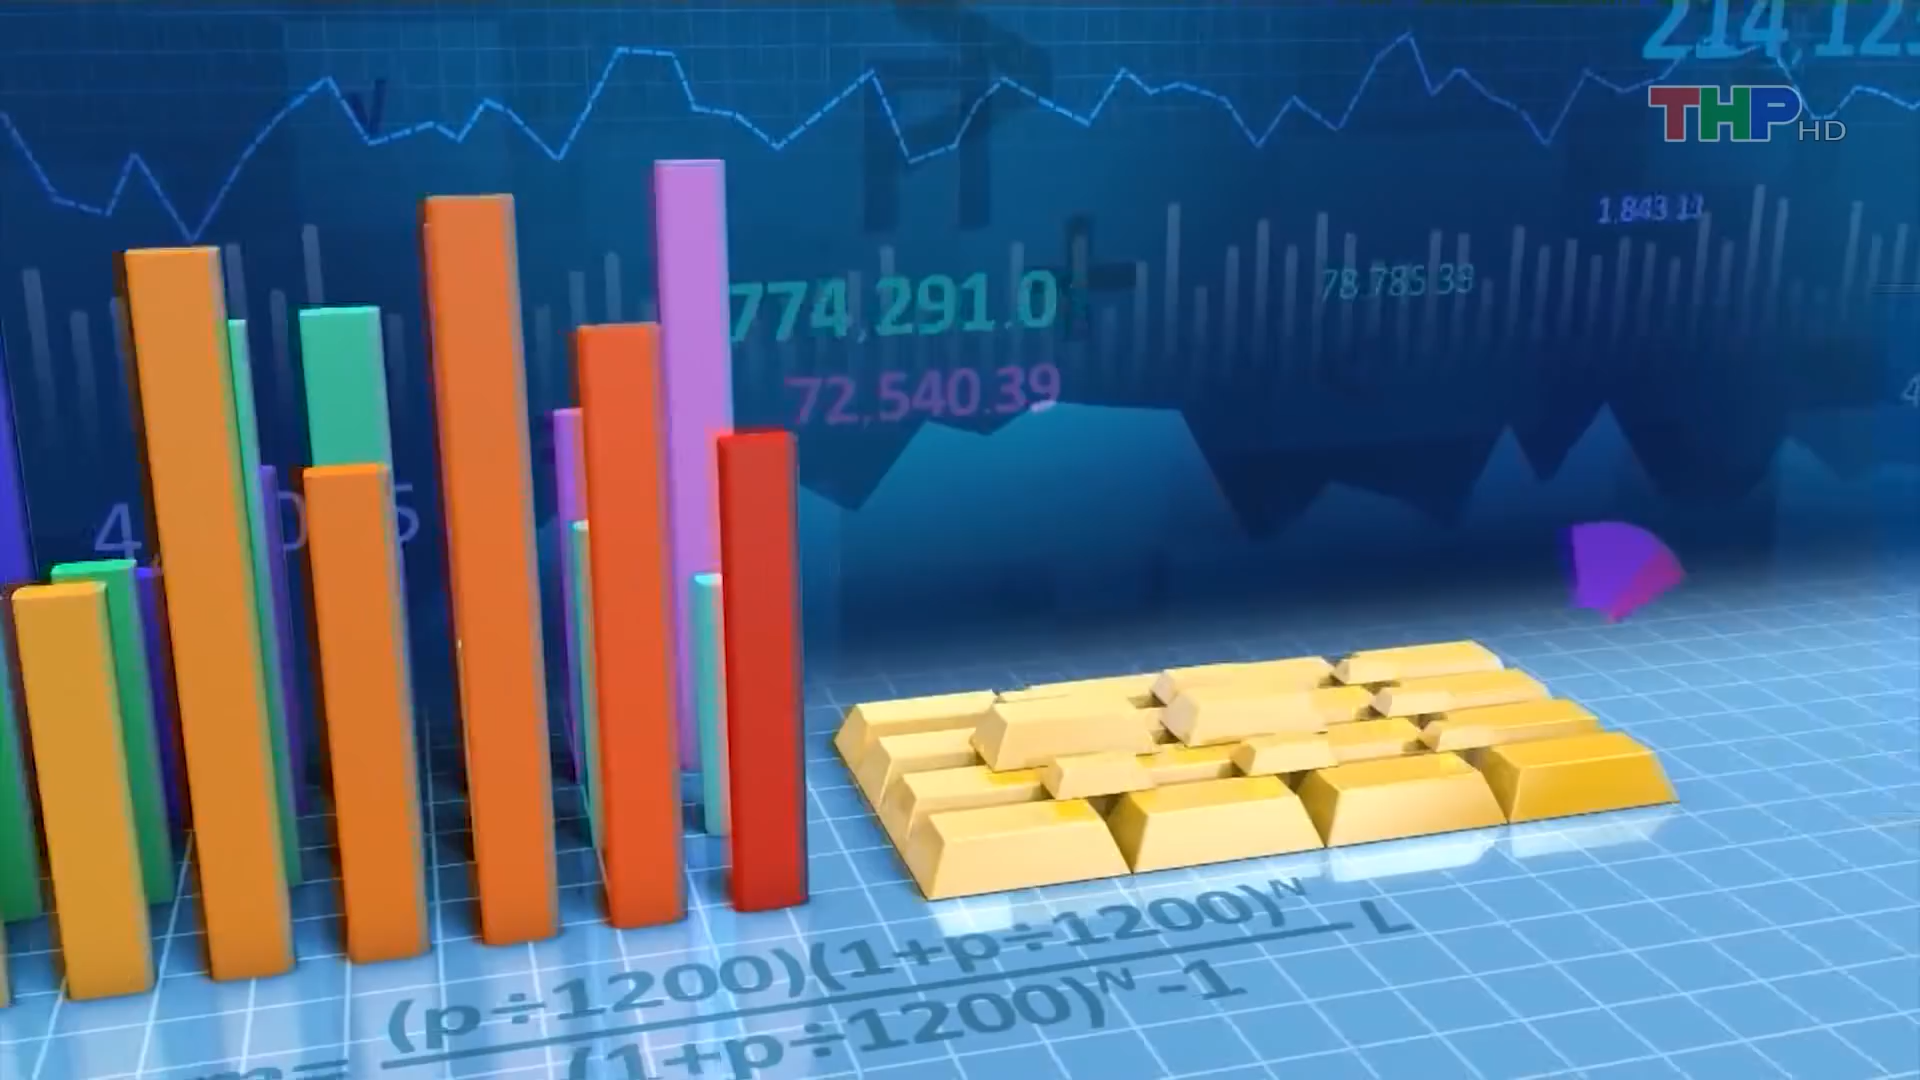 214,12
THP HD
1,843.11
774,291.0
78,785.39
72,540.39
(p÷1200)(1+p÷1200)ᴺ L
(1+p÷1200)ᴺ -1